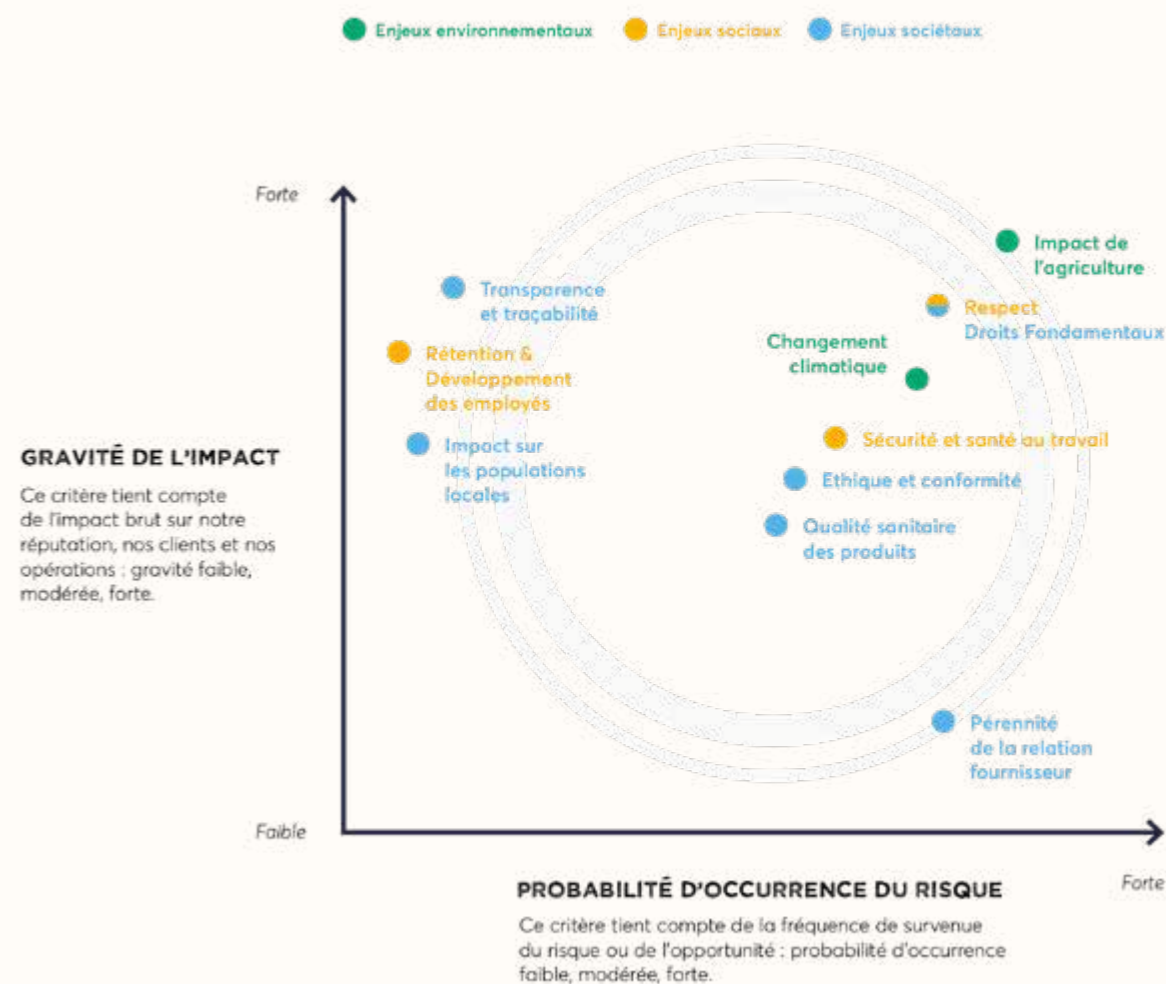 Enjeux environnementaux
Enjeux sociaux
Enjeux sociétaux
Forte
Impact de
l'agriculture
Transparence
et traçabilité
Respect
Droits Fondamentaux
Changement
climatique
Rétention &
Développement
des employés
Sécurité et santé au travail
Impact sur
les populations
locales
GRAVITÉ DE L'IMPACT
Ce critère tient compte
de l'impact brut sur notre
réputation, nos clients et nos
opérations : gravité faible,
modérée, forte.
Ethique et conformité
Qualité sanitaire
des produits
Pérennité
de la relation
fournisseur
Faible
PROBABILITÉ D'OCCURRENCE DU RISQUE
Forte
Ce critère tient compte de la fréquence de survenue
du risque ou de l'opportunité : probabilité d'occurrence
faible, modérée, forte.